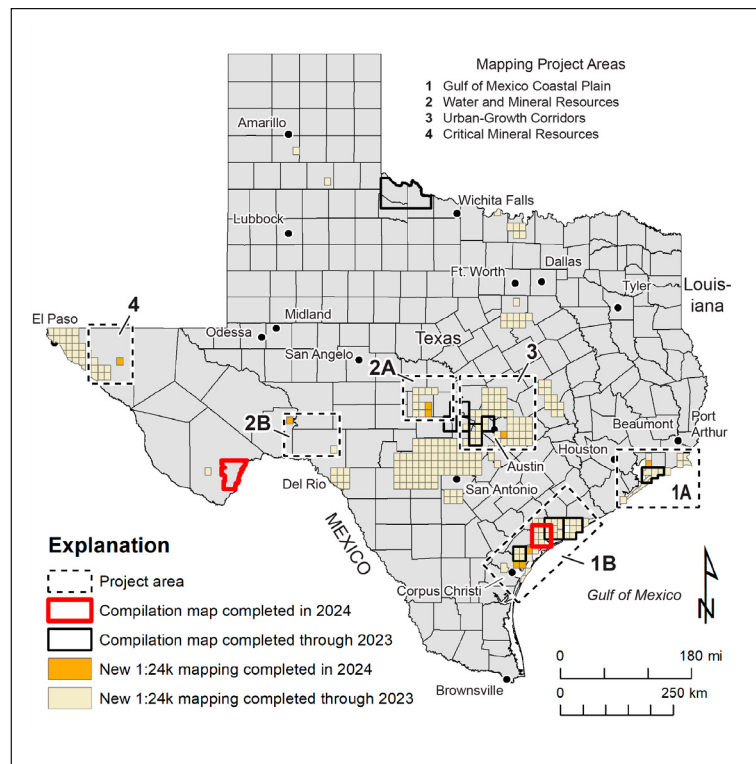 Mapping Project Areas
1 Gulf of Mexico Coastal Plain
2 Water and Mineral Resources
3 Urban-Growth Corridors
4 Critical Mineral Resources
Amarillo
Wichita Falls
Lubbock
Dallas
Ft. Worth
Tyler
Louis-
iana
El Paso
4
Midland
Odessa
Texas
San Angelo
2A
3
2B
Beaumont
Port
Arthur
Houston
Austin
Del Rio
San Antonio
1A
MEXICO
1B
Corpus Christi
Gulf of Mexico
N
Brownsville
Explanation
Project area
Compilation map completed in 2024
Compilation map completed through 2023
New 1:24k mapping completed in 2024
New 1:24k mapping completed through 2023
0 180 mi
0 250 km